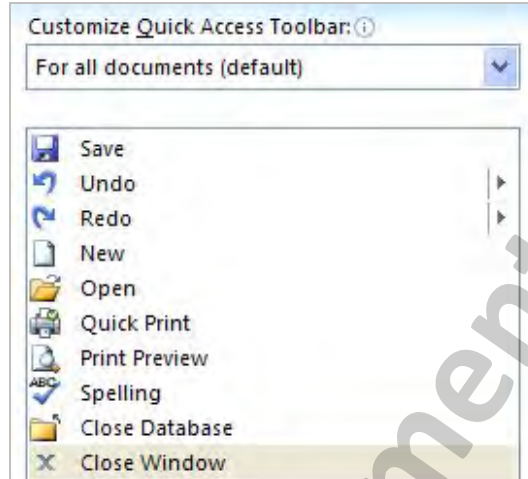 Customize Quick Access Toolbar:
For all documents (default)
Save
Undo
Redo
New
Open
Quick Print
Print Preview
ABC
Spelling
Close Database
Close Window